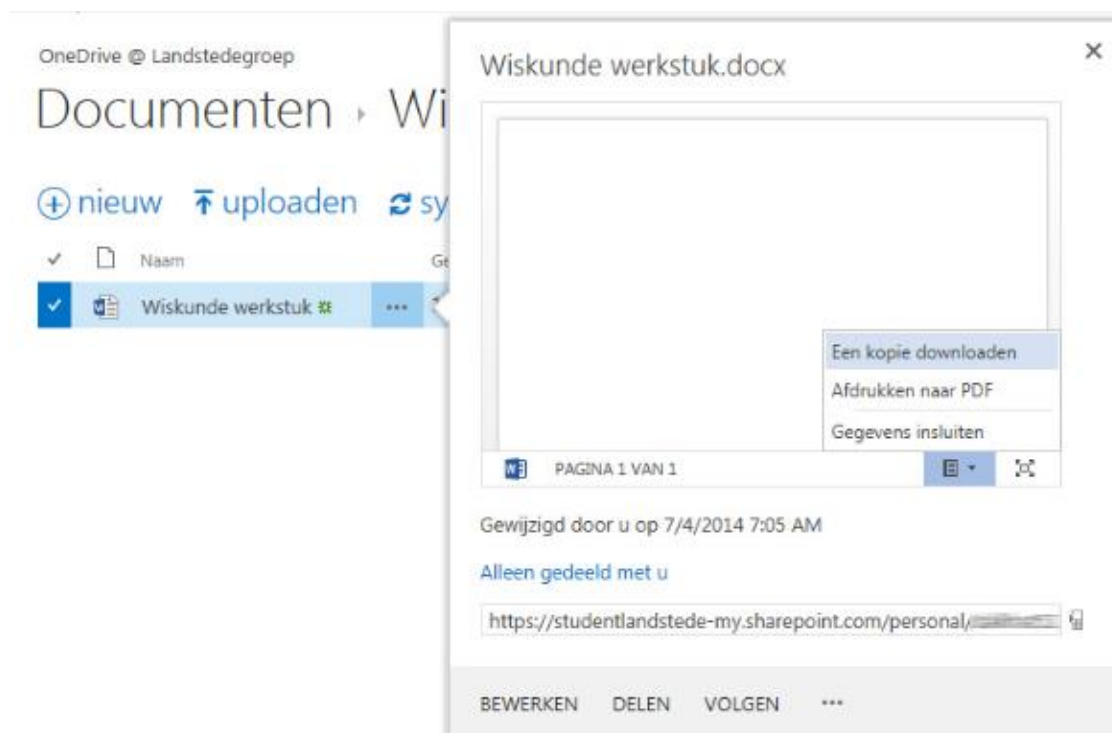 OneDrive @ Landstedegroep
Documenten › Wi
nieuw uploaden sy
Naam Ge
Wiskunde werkstuk ...
Wiskunde werkstuk.docx
Een kopie downloaden
Afdrukken naar PDF
Gegevens insluiten
PAGINA 1 VAN 1
Gewijzigd door u op 7/4/2014 7:05 AM
Alleen gedeeld met u
https://studentlandstede-my.sharepoint.com/personal/
BEWERKEN DELEN VOLGEN ...